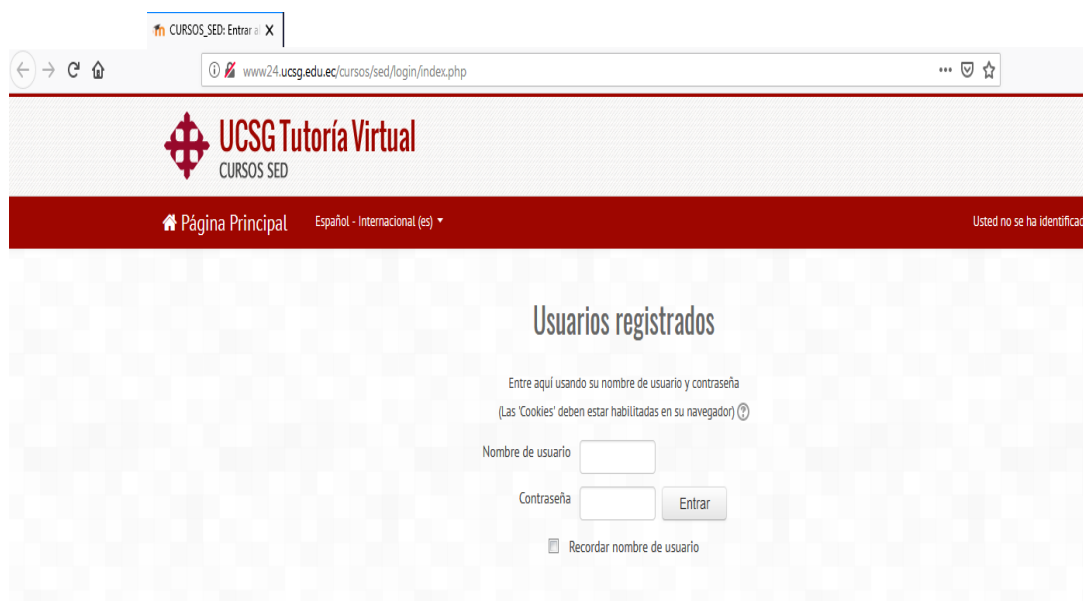 CURSOS_SED: Entrar a
www24.ucsg.edu.ec/cursos/sed/login/index.php
UCSG Tutoría Virtual
CURSOS SED
Página Principal Español - Internacional (es) Usted no se ha identificad
Usuarios registrados
Entre aquí usando su nombre de usuario y contraseña
(Las 'Cookies' deben estar habilitadas en su navegador)
Nombre de usuario
Contraseña Entrar
Recordar nombre de usuario